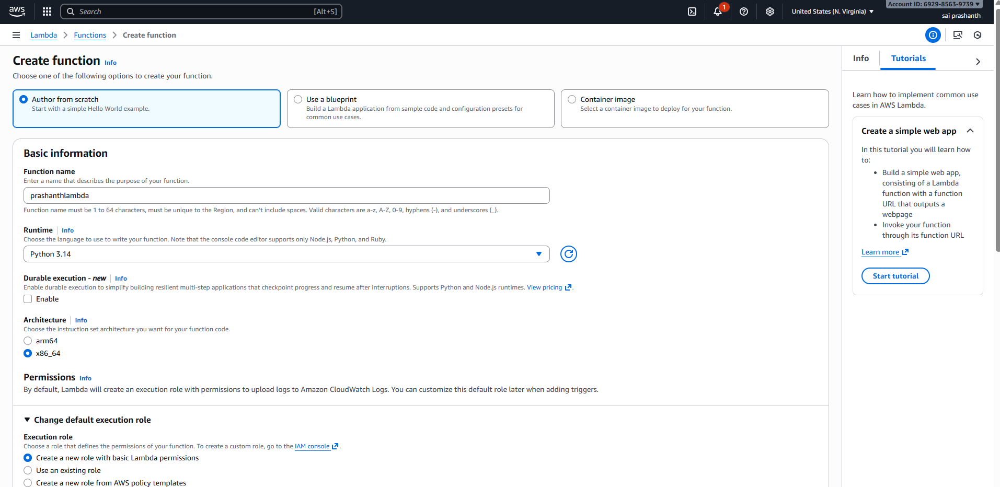 aws
Search
[Alt+S]
1
United States (N. Virginia)
Account ID: 6929-8563-9739
sai prashanth
Lambda
Functions
Create function
Create function Info
Choose one of the following options to create your function.
Author from scratch
Start with a simple Hello World example.
Use a blueprint
Build a Lambda application from sample code and configuration presets for
common use cases.
Container image
Select a container image to deploy for your function.
Basic information
Function name
Enter a name that describes the purpose of your function.
prashanthlambda
Function name must be 1 to 64 characters, must be unique to the Region, and can't include spaces. Valid characters are a-z, A-Z, 0-9, hyphens (-), and underscores (_).
Runtime Info
Choose the language to use to write your function. Note that the console code editor supports only Node.js, Python, and Ruby.
Python 3.14
Durable execution - new Info
Enable durable execution to simplify building resilient multi-step applications that checkpoint progress and resume after interruptions. Supports Python and Node.js runtimes. View pricing .
Enable
Architecture Info
Choose the instruction set architecture you want for your function code.
arm64
x86_64
Permissions Info
By default, Lambda will create an execution role with permissions to upload logs to Amazon CloudWatch Logs. You can customize this default role later when adding triggers.
Change default execution role
Execution role
Choose a role that defines the permissions of your function. To create a custom role, go to the IAM console .
Create a new role with basic Lambda permissions
Use an existing role
Create a new role from AWS policy templates
Info
Tutorials
Learn how to implement common use
cases in AWS Lambda.
Create a simple web app
In this tutorial you will learn how
to:
• Build a simple web app,
consisting of a Lambda
function with a function
URL that outputs a
webpage
• Invoke your function
through its function URL
Learn more
Start tutorial